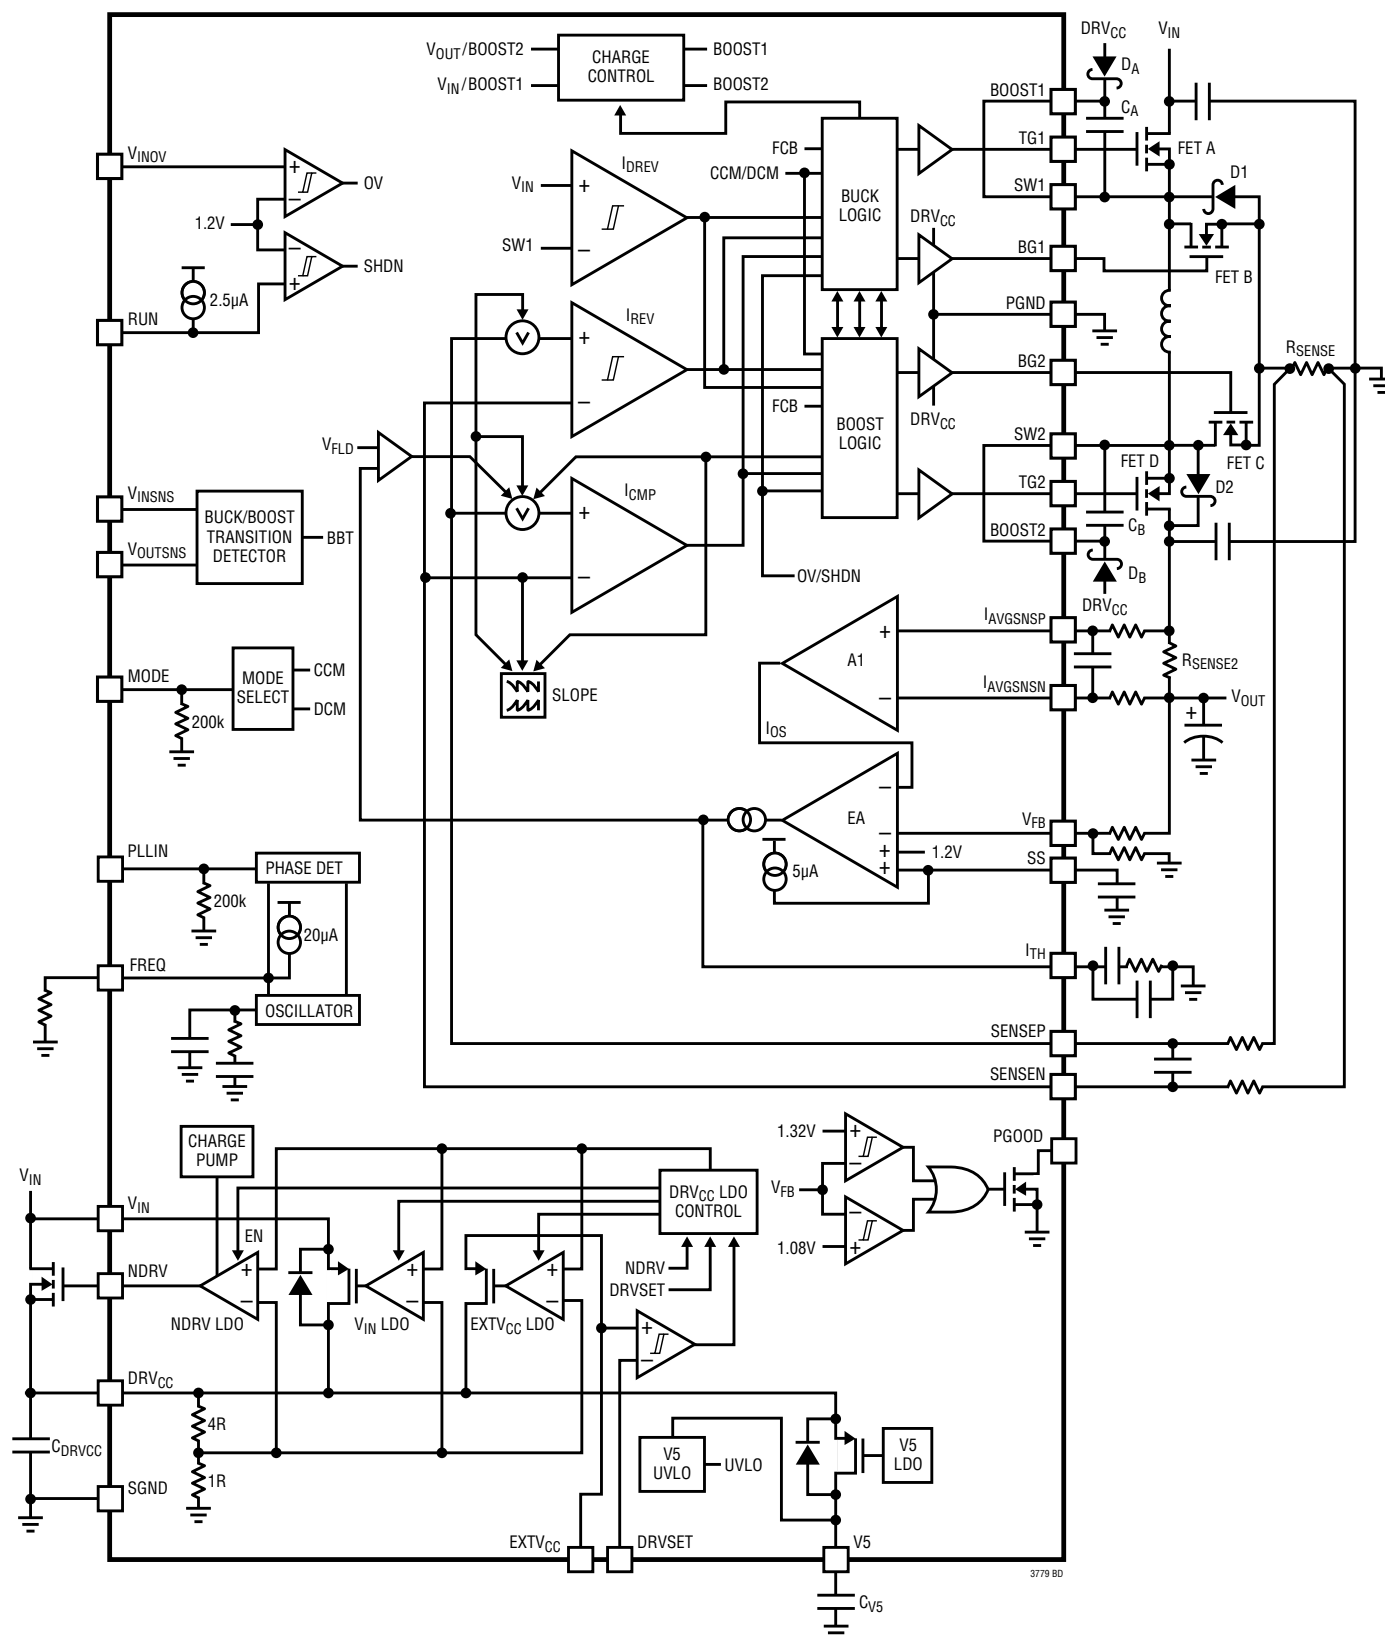 DRVCC
VIN
VOUT/BOOST2
CHARGE
CONTROL
BOOST1
VIN/BOOST1
BOOST2
DA
BOOST1
CA
TG1
FET A
VINOV
OV
1.2V
SHDN
2.5µA
RUN
IDREV
VIN
+
SW1
–
FCB
CCM/DCM
BUCK
LOGIC
SW1
D1
DRVCC
BG1
FET B
PGND
IREV
+
–
V
BG2
RSENSE
FCB
DRVCC
BOOST
LOGIC
SW2
FET D
FET C
TG2
D2
CB
BOOST2
DB
DRVCC
VFLD
ICMP
V
+
–
OV/SHDN
VINSNS
VOUTSNS
BUCK/BOOST
TRANSITION
DETECTOR
BBT
MODE
MODE
SELECT
CCM
DCM
200k
SLOPE
IAVGSNSP
+
A1
RSENSE2
IAVGSNSN
–
VOUT
+
IOS
EA
–
VFB
–
+
1.2V
+
SS
5µA
PLLIN
PHASE DET
200k
20µA
FREQ
OSCILLATOR
ITH
SENSEP
SENSEN
CHARGE
PUMP
1.32V
+
–
VFB
–
1.08V
+
PGOOD
VIN
VIN
DRVCC LDO
CONTROL
EN
NDRV
+
–
NDRV LDO
+
–
VIN LDO
+
–
EXTVCC LDO
NDRV
DRVSET
+
–
DRVCC
4R
CDRVCC
1R
SGND
V5
UVLO
UVLO
V5
LDO
EXTVCC
DRVSET
V5
3779 BD
CV5